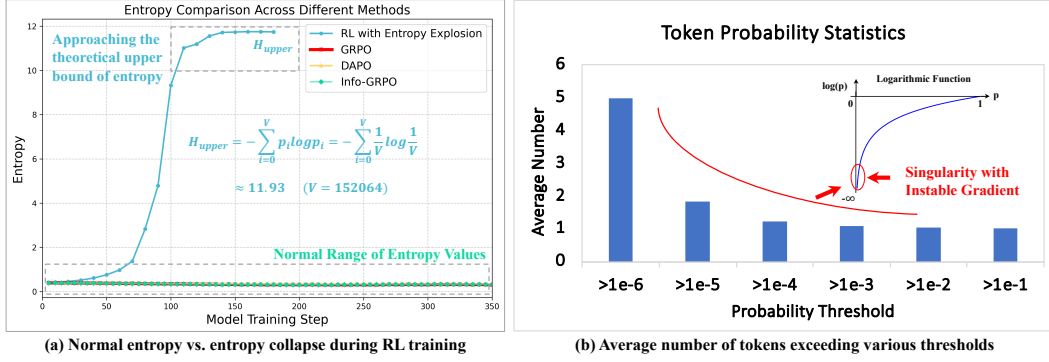 Entropy Comparison Across Different Methods
12
10
8
6
4
2
0
Entropy
Approaching the
theoretical upper
bound of entropy
H_upper
RL with Entropy Explosion
GRPO
DAPO
Info-GRPO
H_upper = −∑_{i=0}^{V} p_i log p_i = −∑_{i=0}^{V} 1/V log 1/V
≈ 11.93 (V = 152064)
Normal Range of Entropy Values
0 50 100 150 200 250 300 350
Model Training Step
(a) Normal entropy vs. entropy collapse during RL training
Token Probability Statistics
6
5
4
3
2
1
0
Average Number
log(p)
Logarithmic Function
0
1
p
-∞
Singularity with
Instable Gradient
>1e-6 >1e-5 >1e-4 >1e-3 >1e-2 >1e-1
Probability Threshold
(b) Average number of tokens exceeding various thresholds